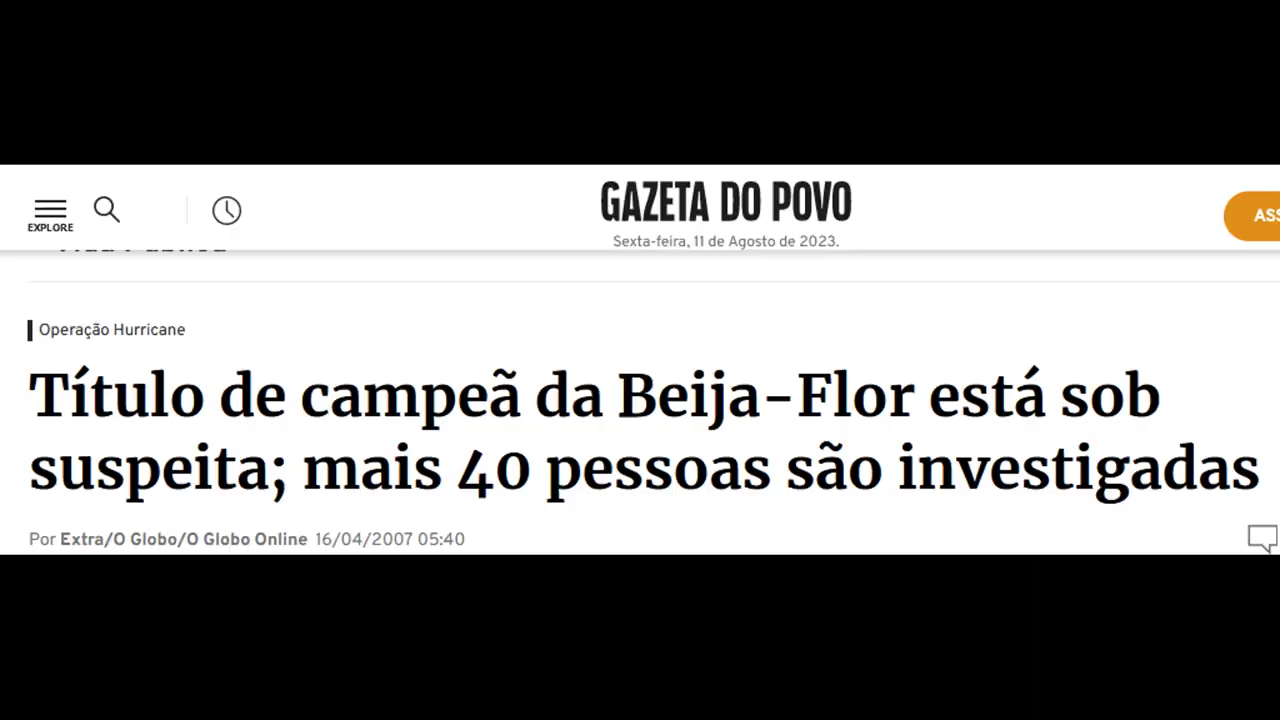 GAZETA DO POVO
EXPLORE
Sexta-feira, 11 de Agosto de 2023.
ASS
Operação Hurricane
Título de campeã da Beija-Flor está sob
suspeita; mais 40 pessoas são investigadas
Por Extra/O Globo/O Globo Online 16/04/2007 05:40